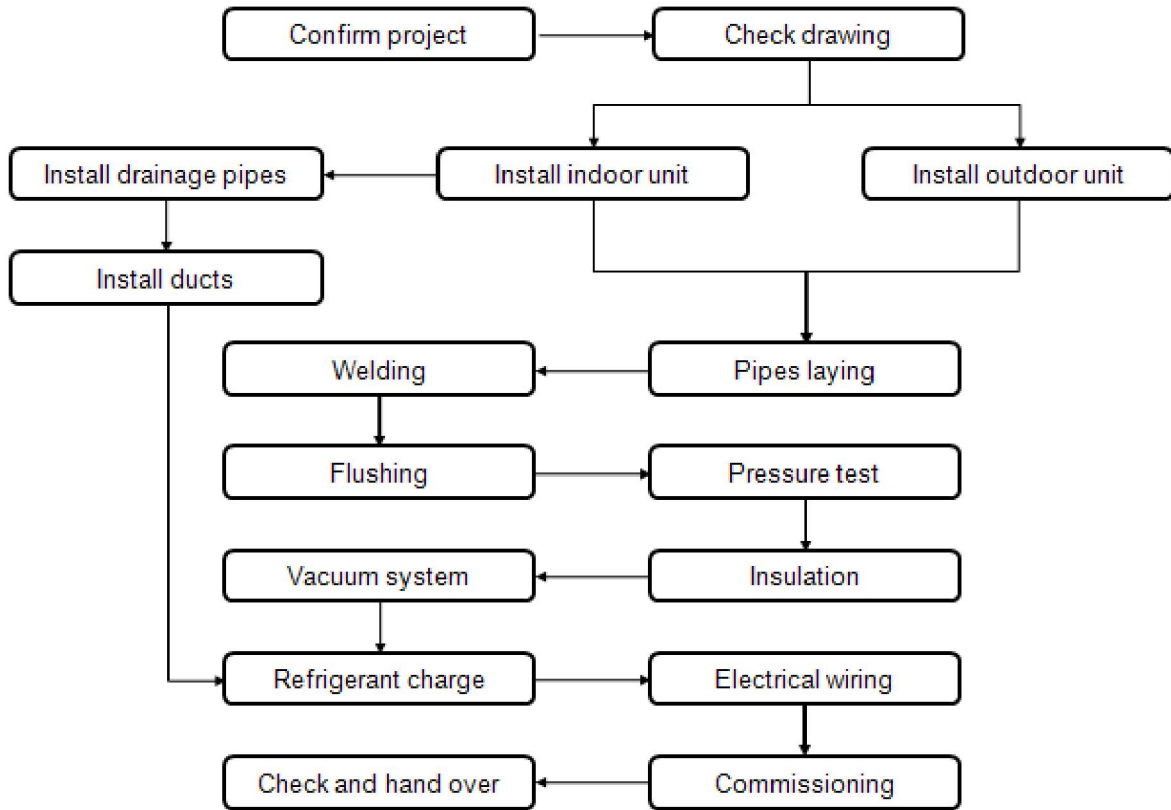 Confirm project
Check drawing
Install drainage pipes
Install indoor unit
Install outdoor unit
Install ducts
Welding
Pipes laying
Flushing
Pressure test
Vacuum system
Insulation
Refrigerant charge
Electrical wiring
Check and hand over
Commissioning